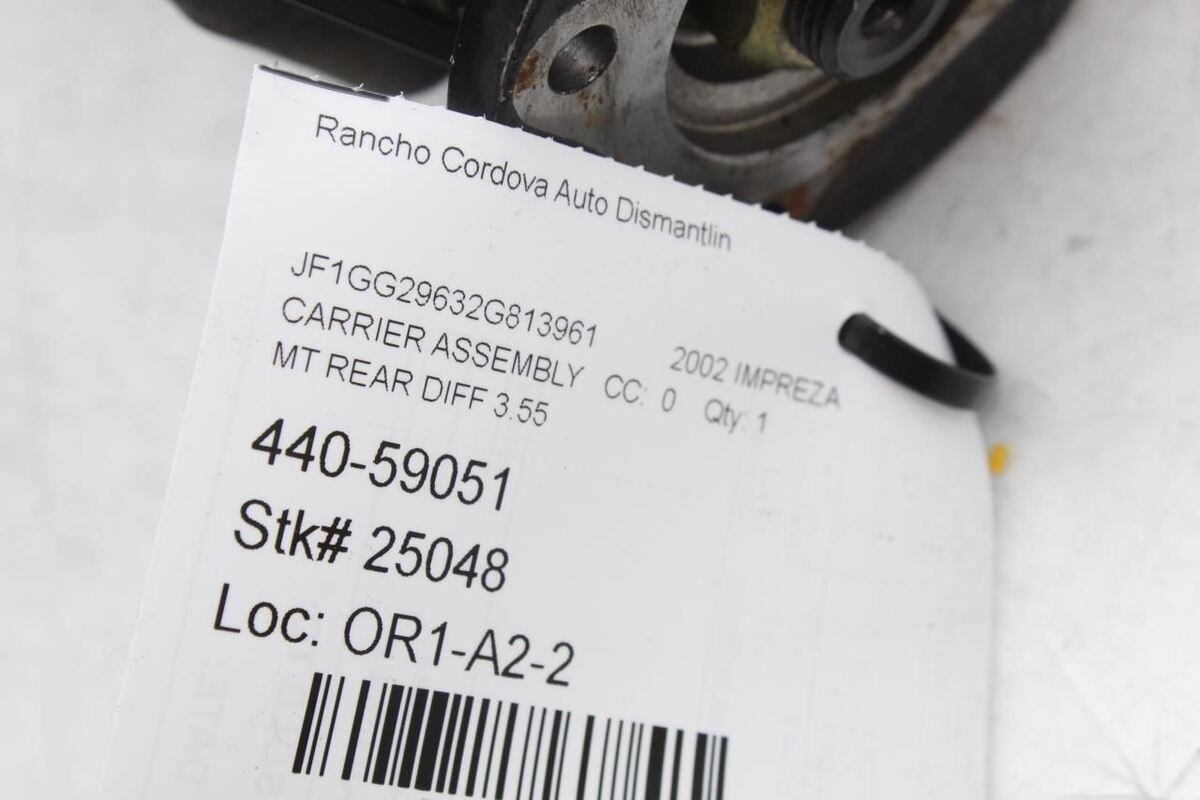 Rancho Cordova Auto Dismantlin
JF1GG29632G813961 2002 IMPREZA
CARRIER ASSEMBLY CC: 0 Qty: 1
MT REAR DIFF 3.55
440-59051
Stk# 25048
Loc: OR1-A2-2